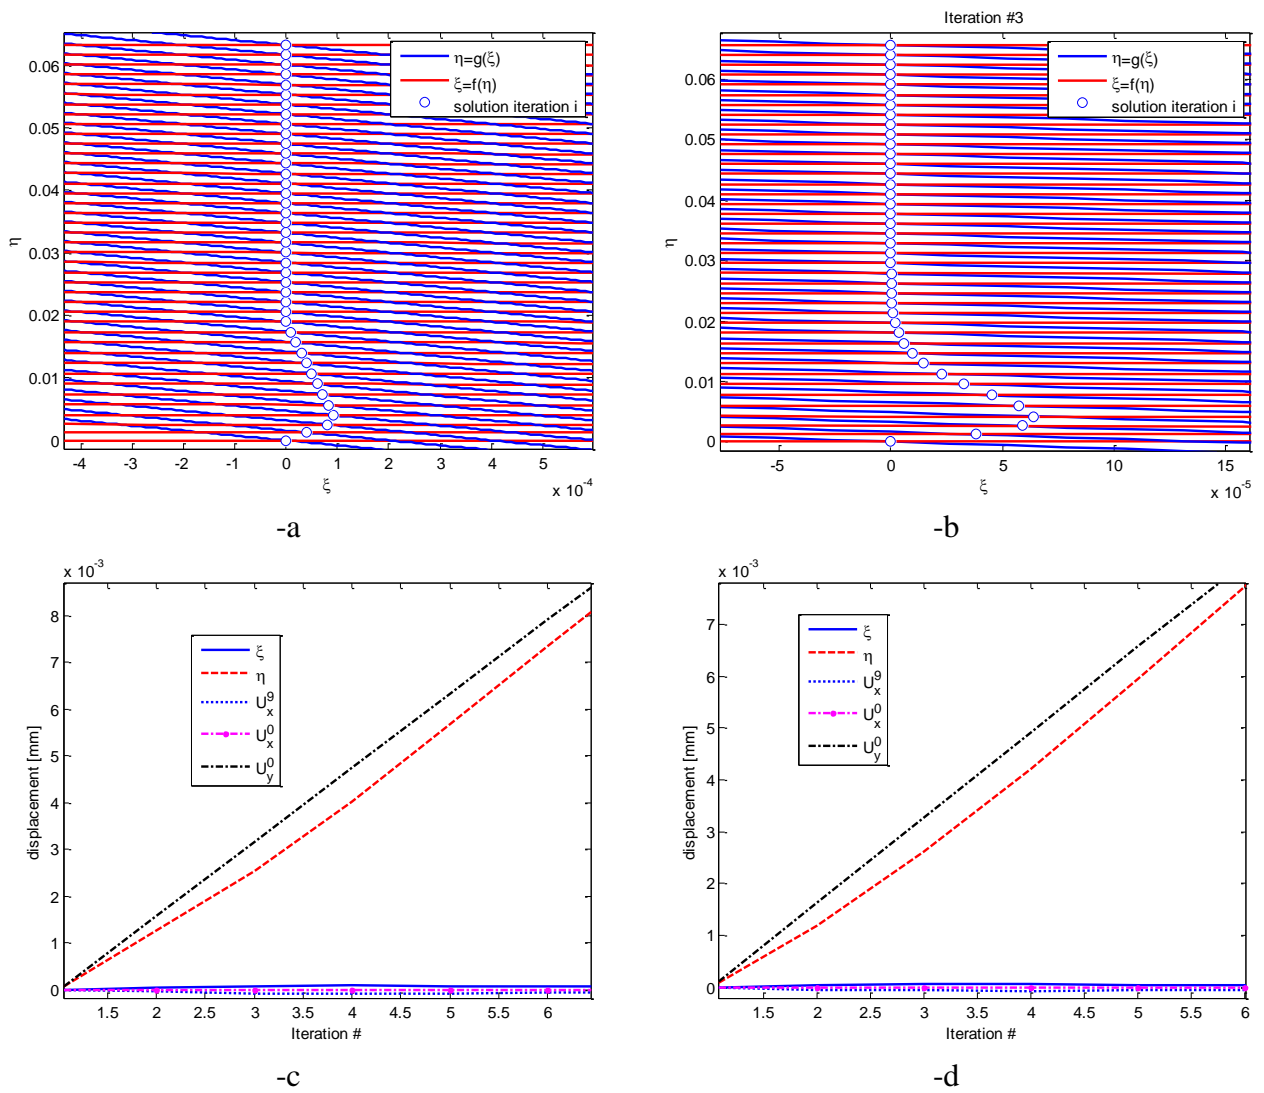 η=g(ξ)
ξ=f(η)
solution iteration i
0.06
0.05
0.04
0.03
0.02
0.01
0
η
-4
-3
-2
-1
0
1
2
3
4
5
ξ
x 10⁻⁴
-a
Iteration #3
η=g(ξ)
ξ=f(η)
solution iteration i
0.06
0.05
0.04
0.03
0.02
0.01
0
η
-5
0
5
10
15
ξ
x 10⁻⁵
-b
x 10⁻³
8
7
6
5
4
3
2
1
0
displacement [mm]
ξ
η
U_x^9
U_x^0
U_y^0
1.5
2
2.5
3
3.5
4
4.5
5
5.5
6
Iteration #
-c
x 10⁻³
7
6
5
4
3
2
1
0
displacement [mm]
ξ
η
U_x^9
U_x^0
U_y^0
1.5
2
2.5
3
3.5
4
4.5
5
5.5
6
Iteration #
-d